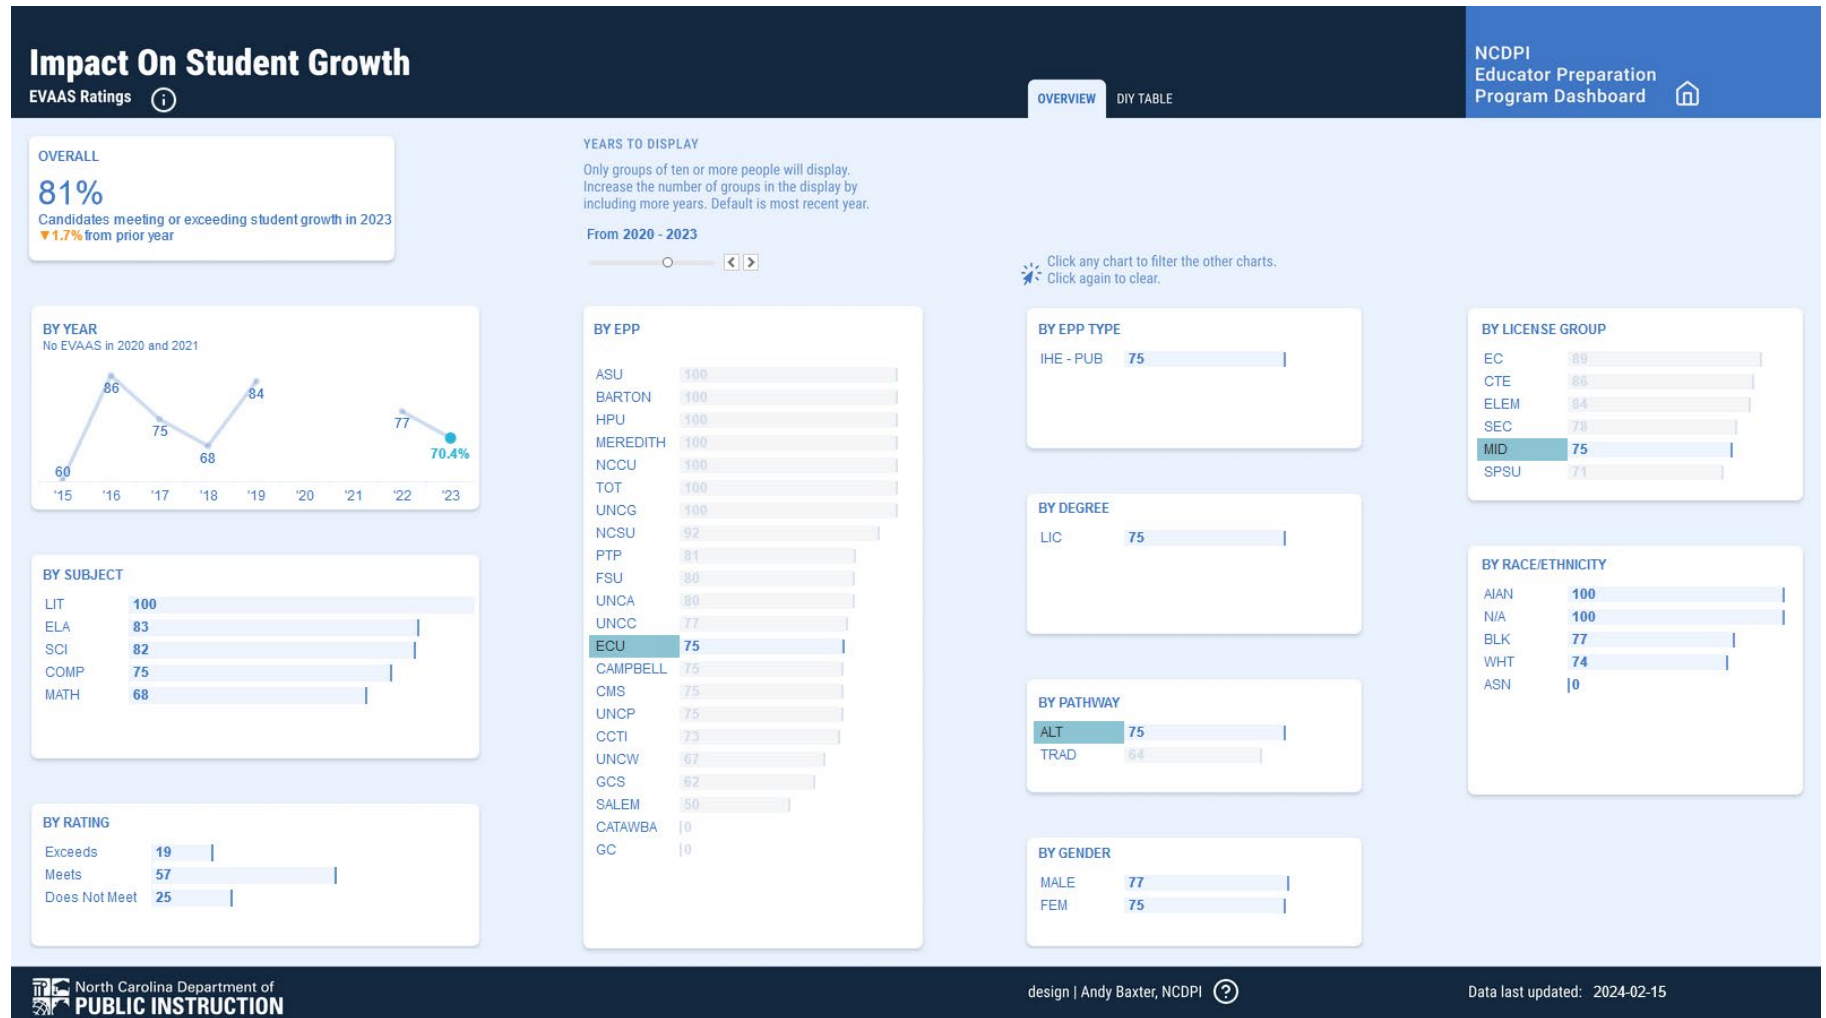 Impact On Student Growth
EVAAS Ratings
OVERVIEW
DIY TABLE
NCDPI
Educator Preparation
Program Dashboard
OVERALL
81%
Candidates meeting or exceeding student growth in 2023
▼1.7% from prior year
YEARS TO DISPLAY
Only groups of ten or more people will display.
Increase the number of groups in the display by
including more years. Default is most recent year.
From 2020 - 2023
Click any chart to filter the other charts.
Click again to clear.
BY YEAR
No EVAAS in 2020 and 2021
60
86
75
68
84
77
70.4%
'15 '16 '17 '18 '19 '20 '21 '22 '23
BY SUBJECT
LIT 100
ELA 83
SCI 82
COMP 75
MATH 68
BY RATING
Exceeds 19
Meets 57
Does Not Meet 25
BY EPP
ASU 100
BARTON 100
HPU 100
MEREDITH 100
NCCU 100
TOT 100
UNCG 100
NCSU 92
PTP 81
FSU 80
UNCA 80
UNCC 77
ECU 75
CAMPBELL 75
CMS 75
UNCP 75
CCTI 73
UNCW 67
GCS 62
SALEM 50
CATAWBA 0
GC 0
BY EPP TYPE
IHE - PUB 75
BY DEGREE
LIC 75
BY PATHWAY
ALT 75
TRAD 64
BY GENDER
MALE 77
FEM 75
BY LICENSE GROUP
EC 89
CTE 86
ELEM 84
SEC 78
MID 75
SPSU 71
BY RACE/ETHNICITY
AIAN 100
N/A 100
BLK 77
WHT 74
ASN 0
North Carolina Department of
PUBLIC INSTRUCTION
design | Andy Baxter, NCDPI
Data last updated: 2024-02-15